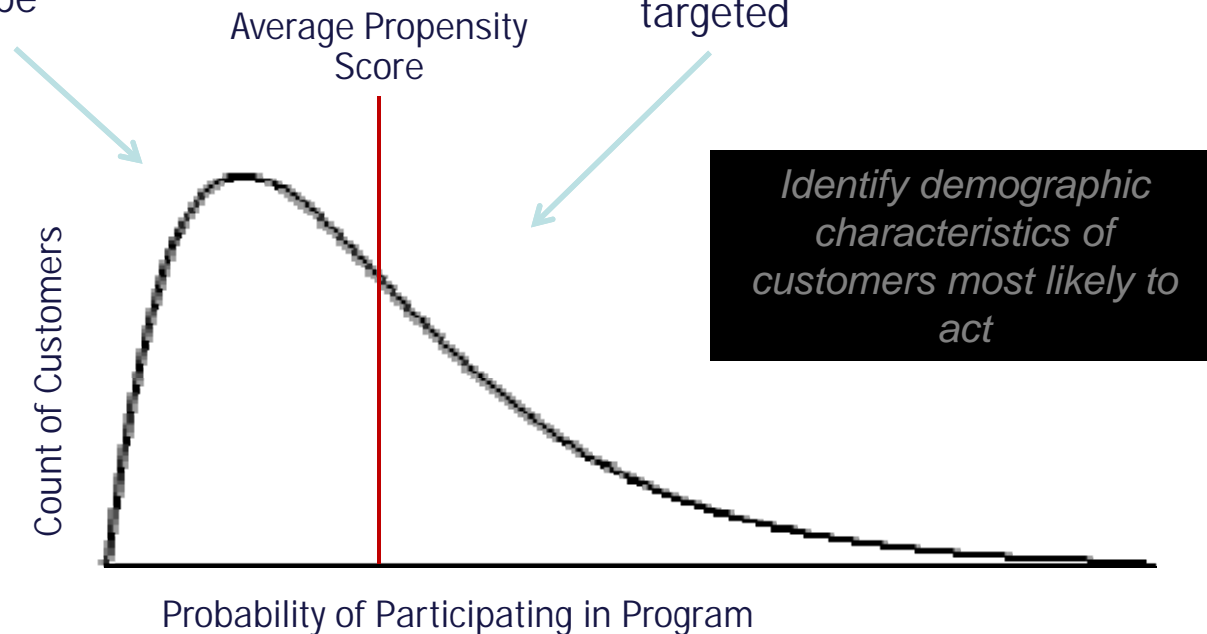 be
targeted
Average Propensity
Score
Identify demographic
characteristics of
customers most likely to
act
Count of Customers
Probability of Participating in Program